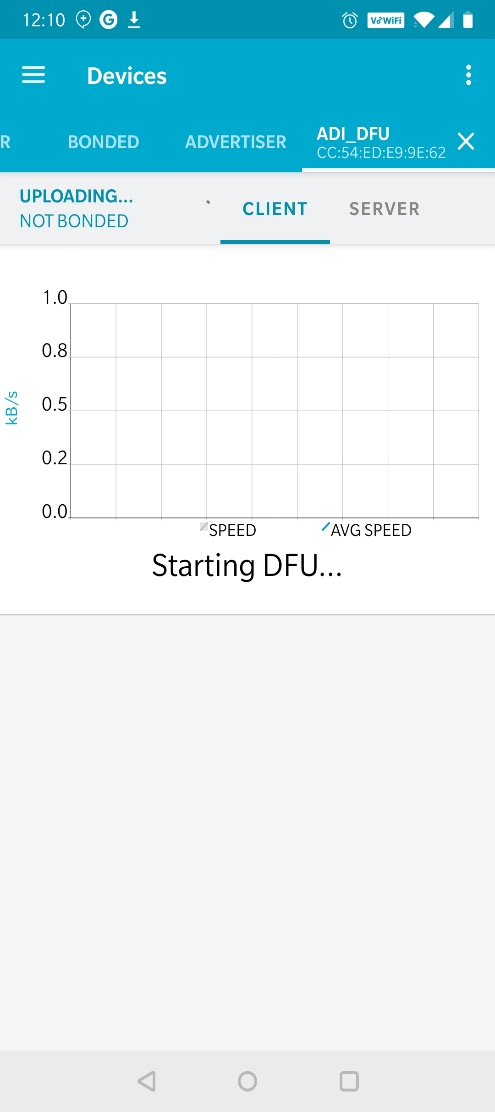 12:10
VoWiFi
Devices
R
BONDED
ADVERTISER
ADI_DFU
CC:54:ED:E9:9E:62
UPLOADING...
NOT BONDED
CLIENT
SERVER
1.0
0.8
0.5
0.2
0.0
kB/s
SPEED
AVG SPEED
Starting DFU...